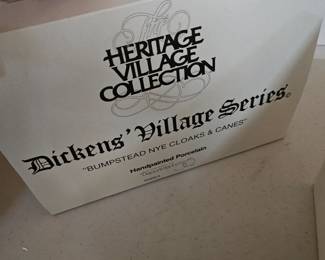 The
HERITAGE
VILLAGE
COLLECTION
Dickens' Village Series®
"BUMPSTEAD NYE CLOAKS & CANES"
Handpainted Porcelain